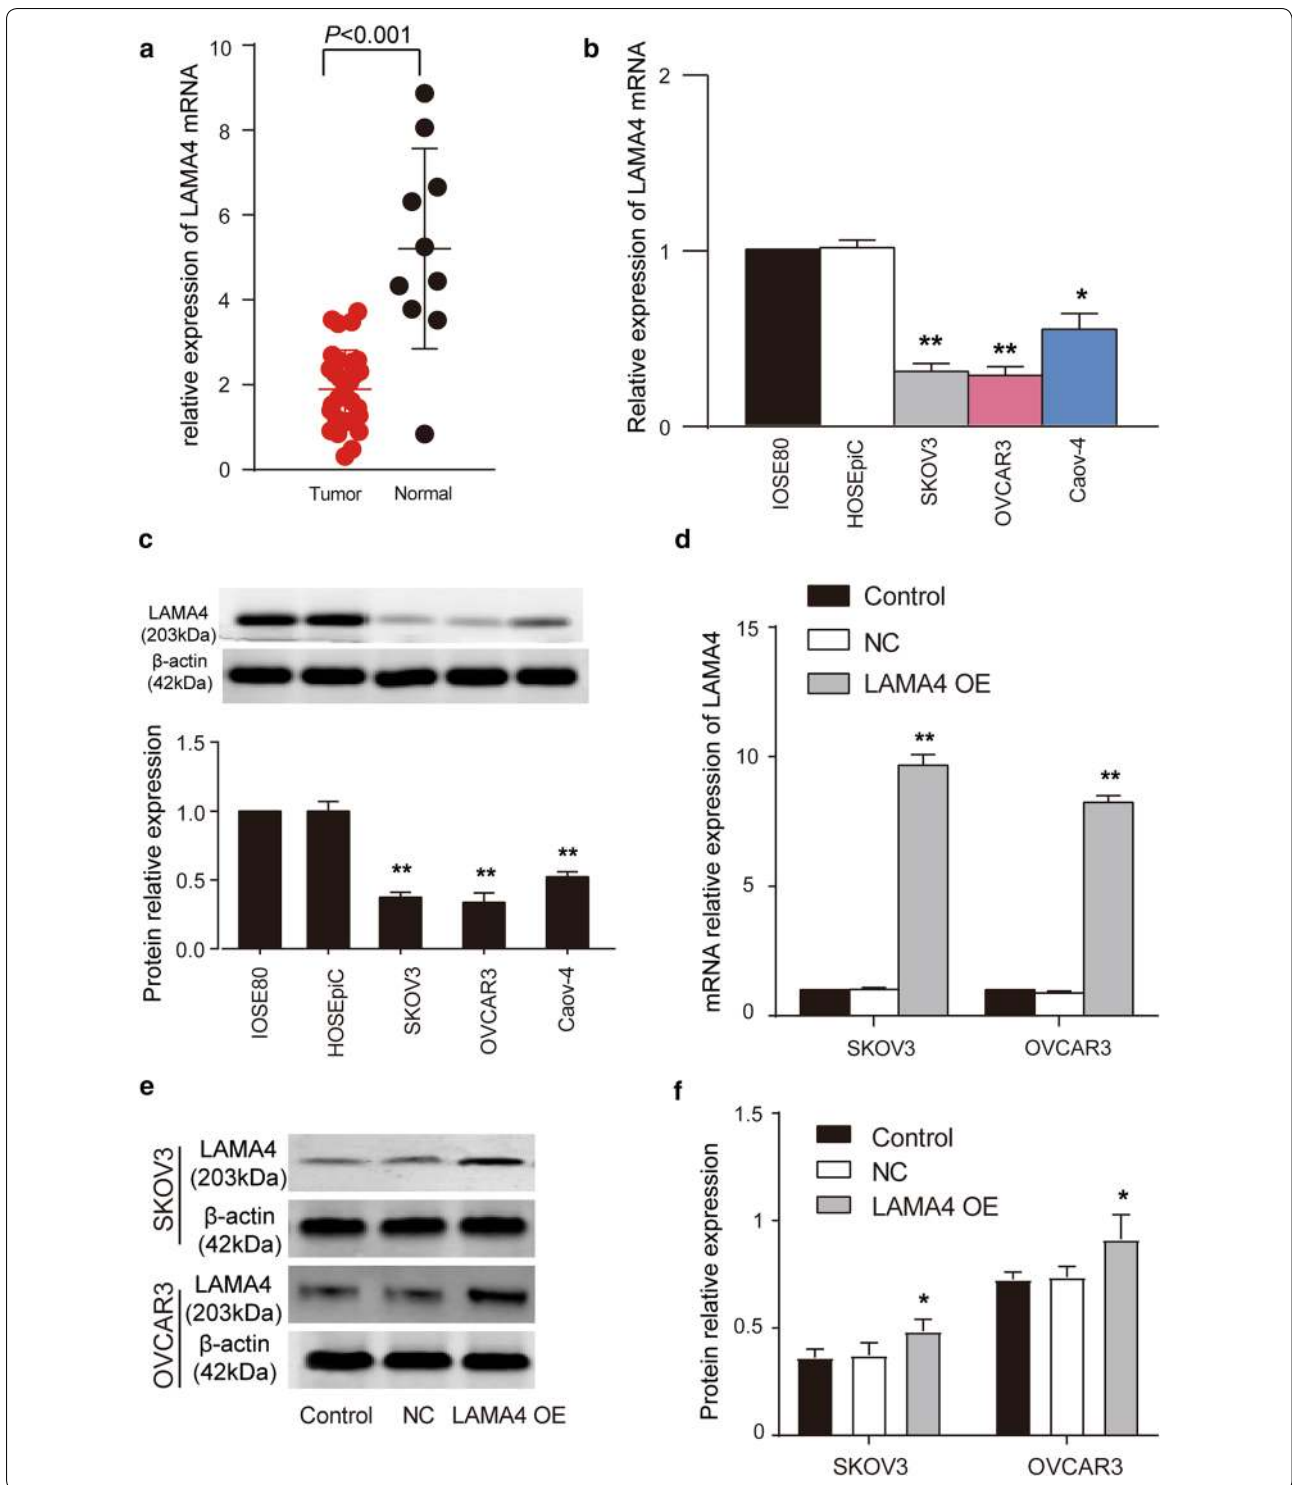 a
P<0.001
relative expression of LAMA4 mRNA
10
8
6
4
2
0
Tumor
Normal
b
Relative expression of LAMA4 mRNA
2
1
0
**
**
*
IOSE80
HOSEpiC
SKOV3
OVCAR3
Caov-4
c
LAMA4
(203kDa)
β-actin
(42kDa)
Protein relative expression
1.5
1.0
0.5
0.0
**
**
**
IOSE80
HOSEpiC
SKOV3
OVCAR3
Caov-4
d
Control
NC
LAMA4 OE
mRNA relative expression of LAMA4
15
10
5
0
**
**
SKOV3
OVCAR3
e
SKOV3
LAMA4
(203kDa)
β-actin
(42kDa)
OVCAR3
LAMA4
(203kDa)
β-actin
(42kDa)
Control NC LAMA4 OE
f
Control
NC
LAMA4 OE
Protein relative expression
1.5
1
0.5
0
*
*
SKOV3
OVCAR3